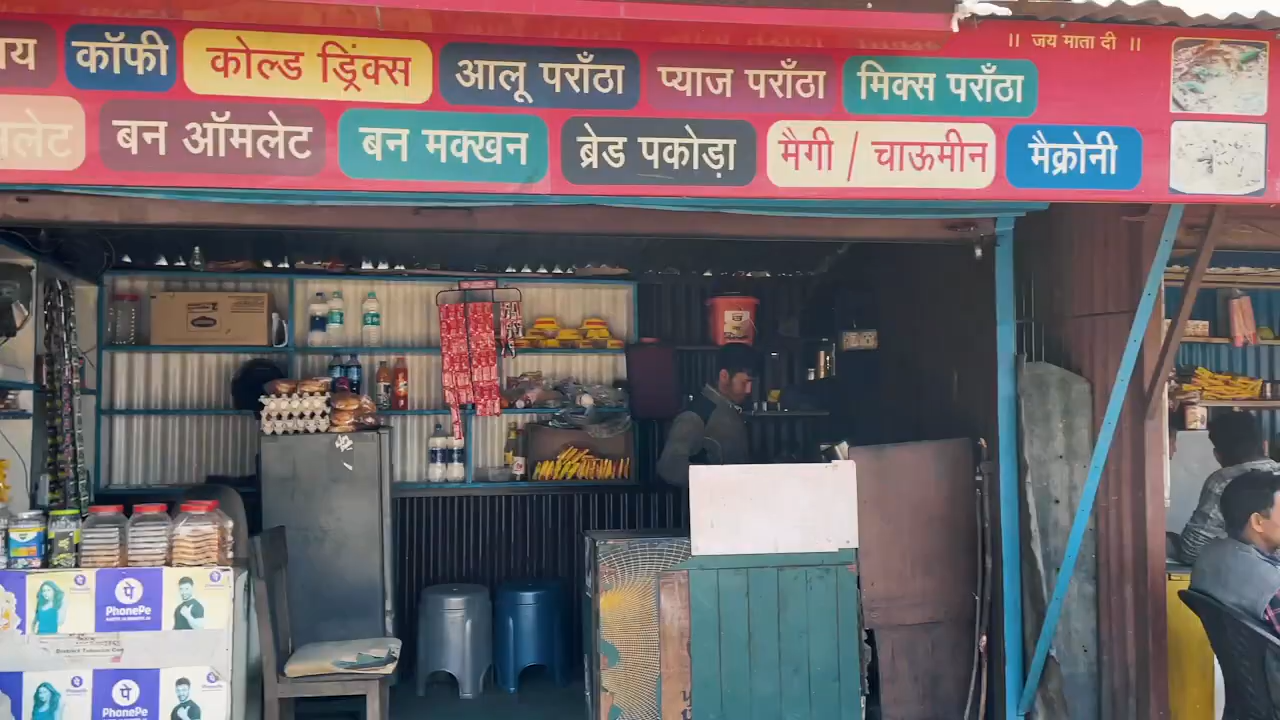 कॉफी कोल्ड ड्रिंक्स आलू पराँठा प्याज पराँठा मिक्स पराँठा
॥ जय माता दी ॥
बन ऑमलेट बन मक्खन ब्रेड पकोड़ा मैगी / चाऊमीन मैक्रोनी
पे
PhonePe
पे
PhonePe